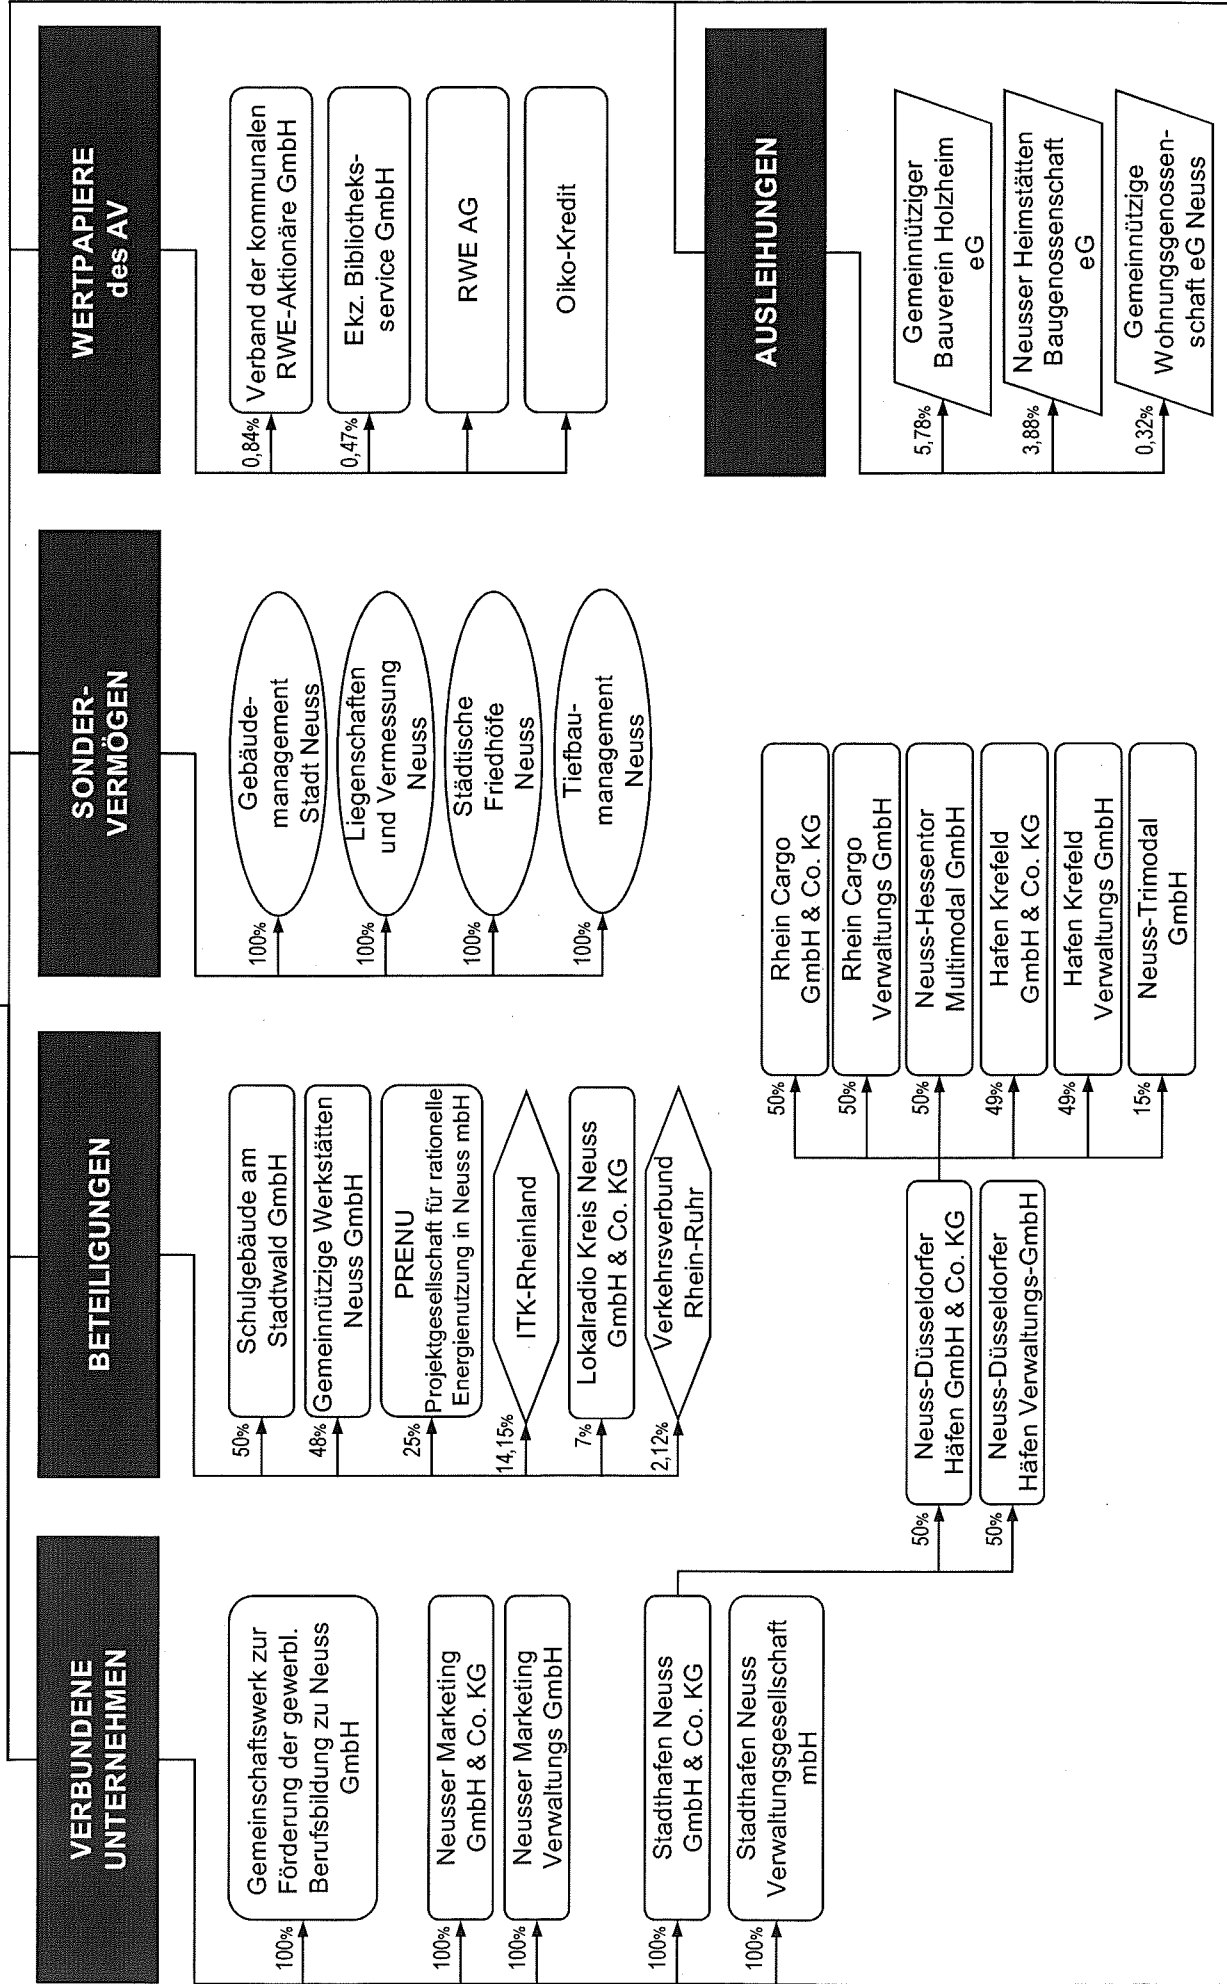 VERBUNDENE
UNTERNEHMEN
100%
Gemeinschaftswerk zur
Förderung der gewerbl.
Berufsbildung zu Neuss
GmbH
100%
Neusser Marketing
GmbH & Co. KG
100%
Neusser Marketing
Verwaltungs GmbH
100%
Stadthafen Neuss
GmbH & Co. KG
100%
Stadthafen Neuss
Verwaltungsgesellschaft
mbH
50%
Neuss-Düsseldorfer
Häfen GmbH & Co. KG
50%
Neuss-Düsseldorfer
Häfen Verwaltungs-GmbH
50%
Rhein Cargo
GmbH & Co. KG
50%
Rhein Cargo
Verwaltungs GmbH
50%
Neuss-Hessentor
Multimodal GmbH
49%
Hafen Krefeld
GmbH & Co. KG
49%
Hafen Krefeld
Verwaltungs GmbH
15%
Neuss-Trimodal
GmbH
BETEILIGUNGEN
50%
Schulgebäude am
Stadtwald GmbH
48%
Gemeinnützige Werkstätten
Neuss GmbH
25%
PRENU
Projektgesellschaft für rationelle
Energienutzung in Neuss mbH
14,15%
ITK-Rheinland
7%
Lokalradio Kreis Neuss
GmbH & Co. KG
2,12%
Verkehrsverbund
Rhein-Ruhr
SONDER-
VERMÖGEN
100%
Gebäude-
management
Stadt Neuss
100%
Liegenschaften
und Vermessung
Neuss
100%
Städtische
Friedhöfe
Neuss
100%
Tiefbau-
management
Neuss
WERTPAPIERE
des AV
0,84%
Verband der kommunalen
RWE-Aktionäre GmbH
0,47%
Ekz. Bibliotheks-
service GmbH
RWE AG
Oiko-Kredit
AUSLEIHUNGEN
5,78%
Gemeinnütziger
Bauverein Holzheim
eG
3,88%
Neusser Heimstätten
Baugenossenschaft
eG
0,32%
Gemeinnützige
Wohnungsgenossen-
schaft eG Neuss